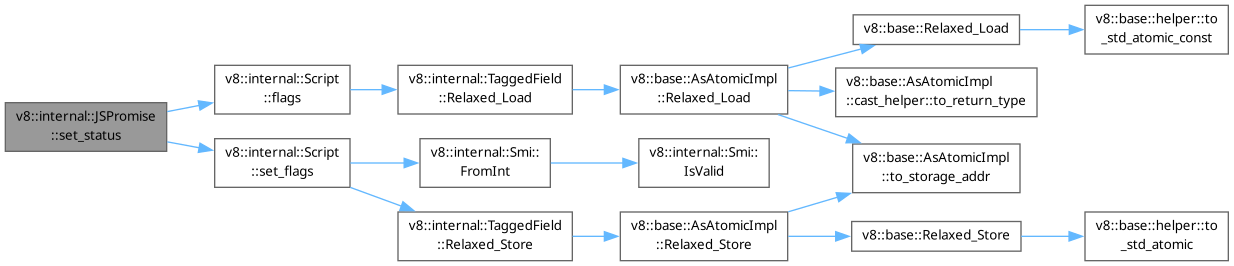 v8::internal::JSPromise
::set_status
v8::internal::Script
::flags
v8::internal::Script
::set_flags
v8::internal::TaggedField
::Relaxed_Load
v8::internal::Smi::
FromInt
v8::internal::TaggedField
::Relaxed_Store
v8::base::AsAtomicImpl
::Relaxed_Load
v8::internal::Smi::
IsValid
v8::base::AsAtomicImpl
::Relaxed_Store
v8::base::Relaxed_Load
v8::base::AsAtomicImpl
::cast_helper::to_return_type
v8::base::AsAtomicImpl
::to_storage_addr
v8::base::Relaxed_Store
v8::base::helper::to
_std_atomic_const
v8::base::helper::to
_std_atomic